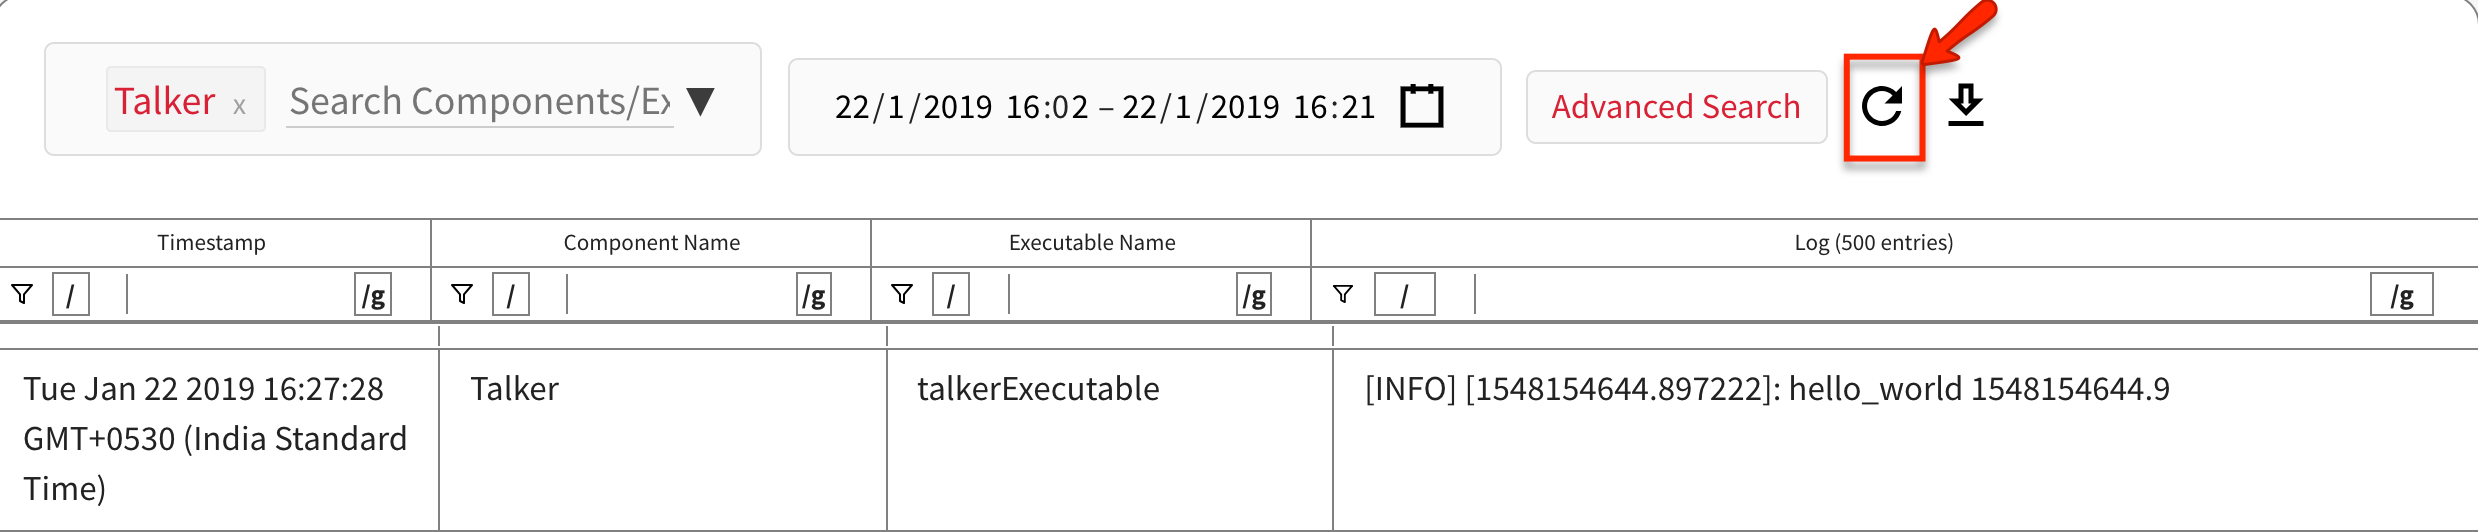 Talker x Search Components/Ex
22/1/2019 16:02 – 22/1/2019 16:21
Advanced Search
Timestamp Component Name Executable Name Log (500 entries)
/ /g / /g / /g / /g
Tue Jan 22 2019 16:27:28 Talker talkerExecutable [INFO] [1548154644.897222]: hello_world 1548154644.9
GMT+0530 (India Standard
Time)